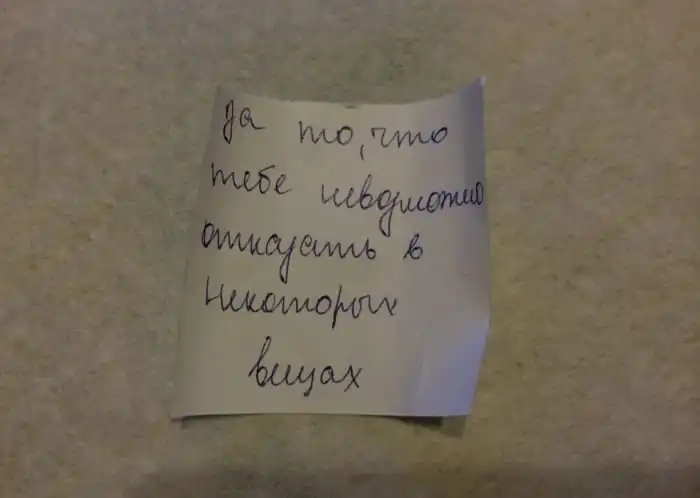 За то, что
тебе невозможно
отказать в
некоторых
вещах